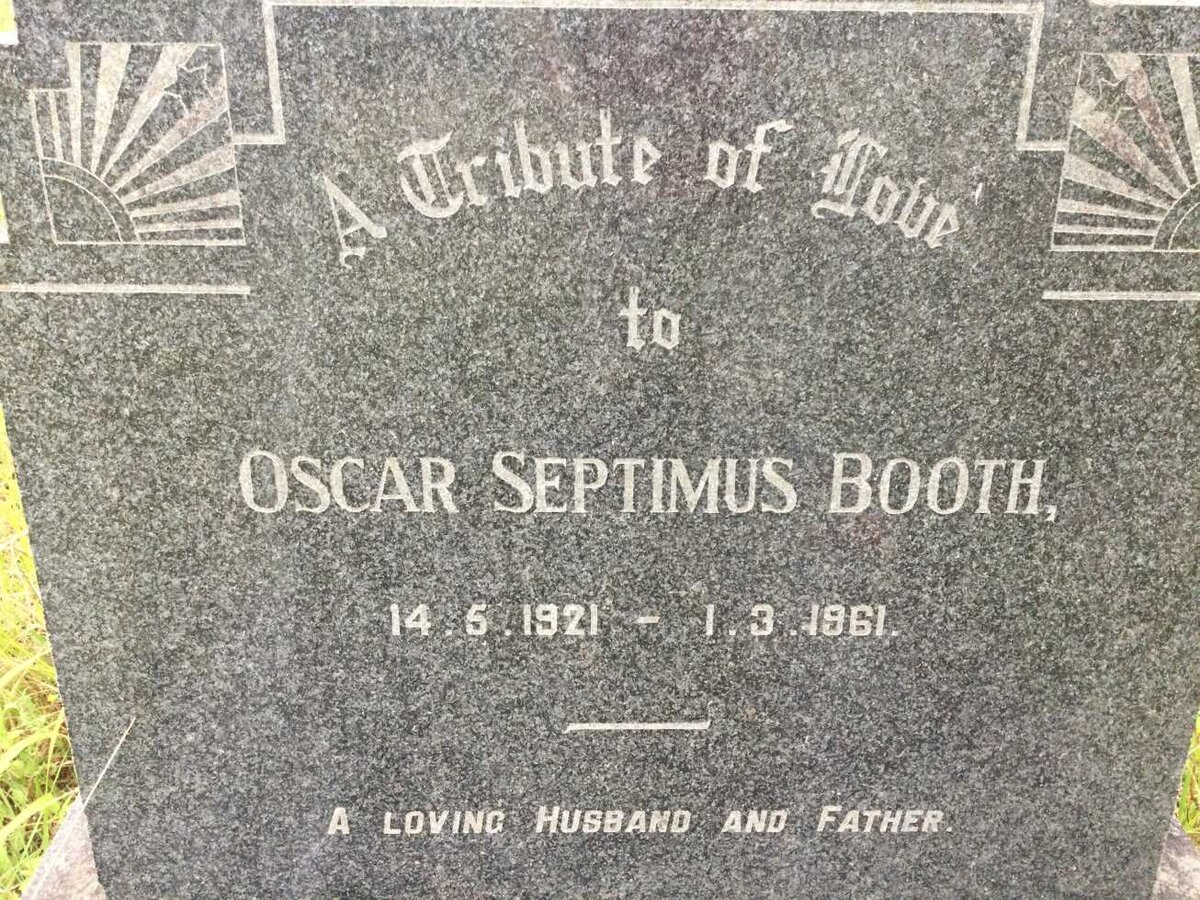 A Tribute of Love
to
OSCAR SEPTIMUS BOOTH,
14.5.1921 - 1.3.1961.
A LOVING HUSBAND AND FATHER.